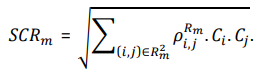 $SCR_m = \sqrt{\sum_{(i,j)\in R_m^2} \rho_{i,j}^{R_m} . C_i . C_j .}$